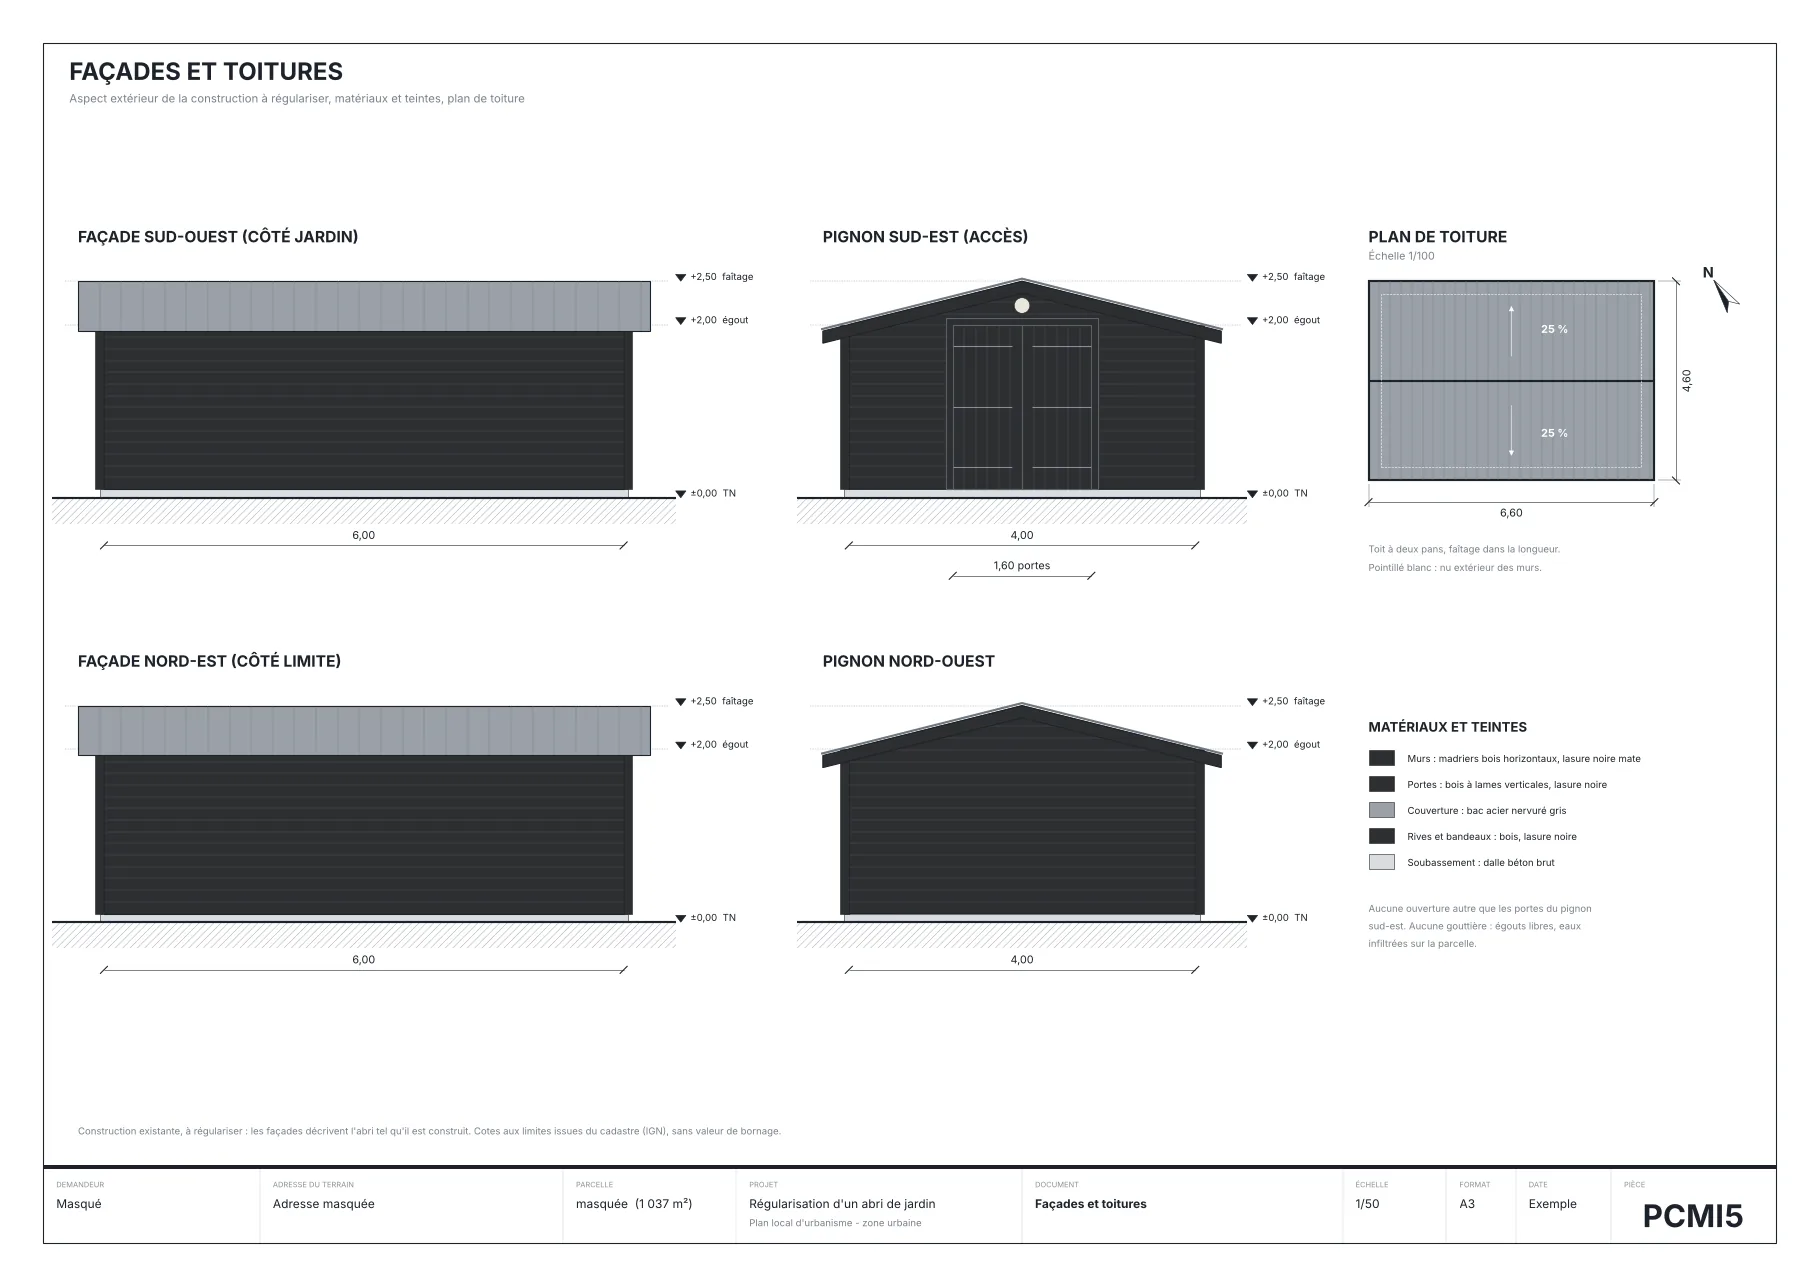 FAÇADES ET TOITURES
Aspect extérieur de la construction à régulariser, matériaux et teintes, plan de toiture
FAÇADE SUD-OUEST (CÔTÉ JARDIN)
+2,50 faîtage
+2,00 égout
±0,00 TN
6,00
PIGNON SUD-EST (ACCÈS)
+2,50 faîtage
+2,00 égout
±0,00 TN
4,00
1,60 portes
PLAN DE TOITURE
Échelle 1/100
N
25 %
25 %
4,60
6,60
Toit à deux pans, faîtage dans la longueur.
Pointillé blanc : nu extérieur des murs.
FAÇADE NORD-EST (CÔTÉ LIMITE)
+2,50 faîtage
+2,00 égout
±0,00 TN
6,00
PIGNON NORD-OUEST
+2,50 faîtage
+2,00 égout
±0,00 TN
4,00
MATÉRIAUX ET TEINTES
Murs : madriers bois horizontaux, lasure noire mate
Portes : bois à lames verticales, lasure noire
Couverture : bac acier nervuré gris
Rives et bandeaux : bois, lasure noire
Soubassement : dalle béton brut
Aucune ouverture autre que les portes du pignon
sud-est. Aucune gouttière : égouts libres, eaux
infiltrées sur la parcelle.
Construction existante, à régulariser : les façades décrivent l'abri tel qu'il est construit. Cotes aux limites issues du cadastre (IGN), sans valeur de bornage.
DEMANDEUR
Masqué
ADRESSE DU TERRAIN
Adresse masquée
PARCELLE
masquée (1 037 m²)
PROJET
Régularisation d'un abri de jardin
Plan local d'urbanisme - zone urbaine
DOCUMENT
Façades et toitures
ÉCHELLE
1/50
FORMAT
A3
DATE
Exemple
PIÈCE
PCMI5